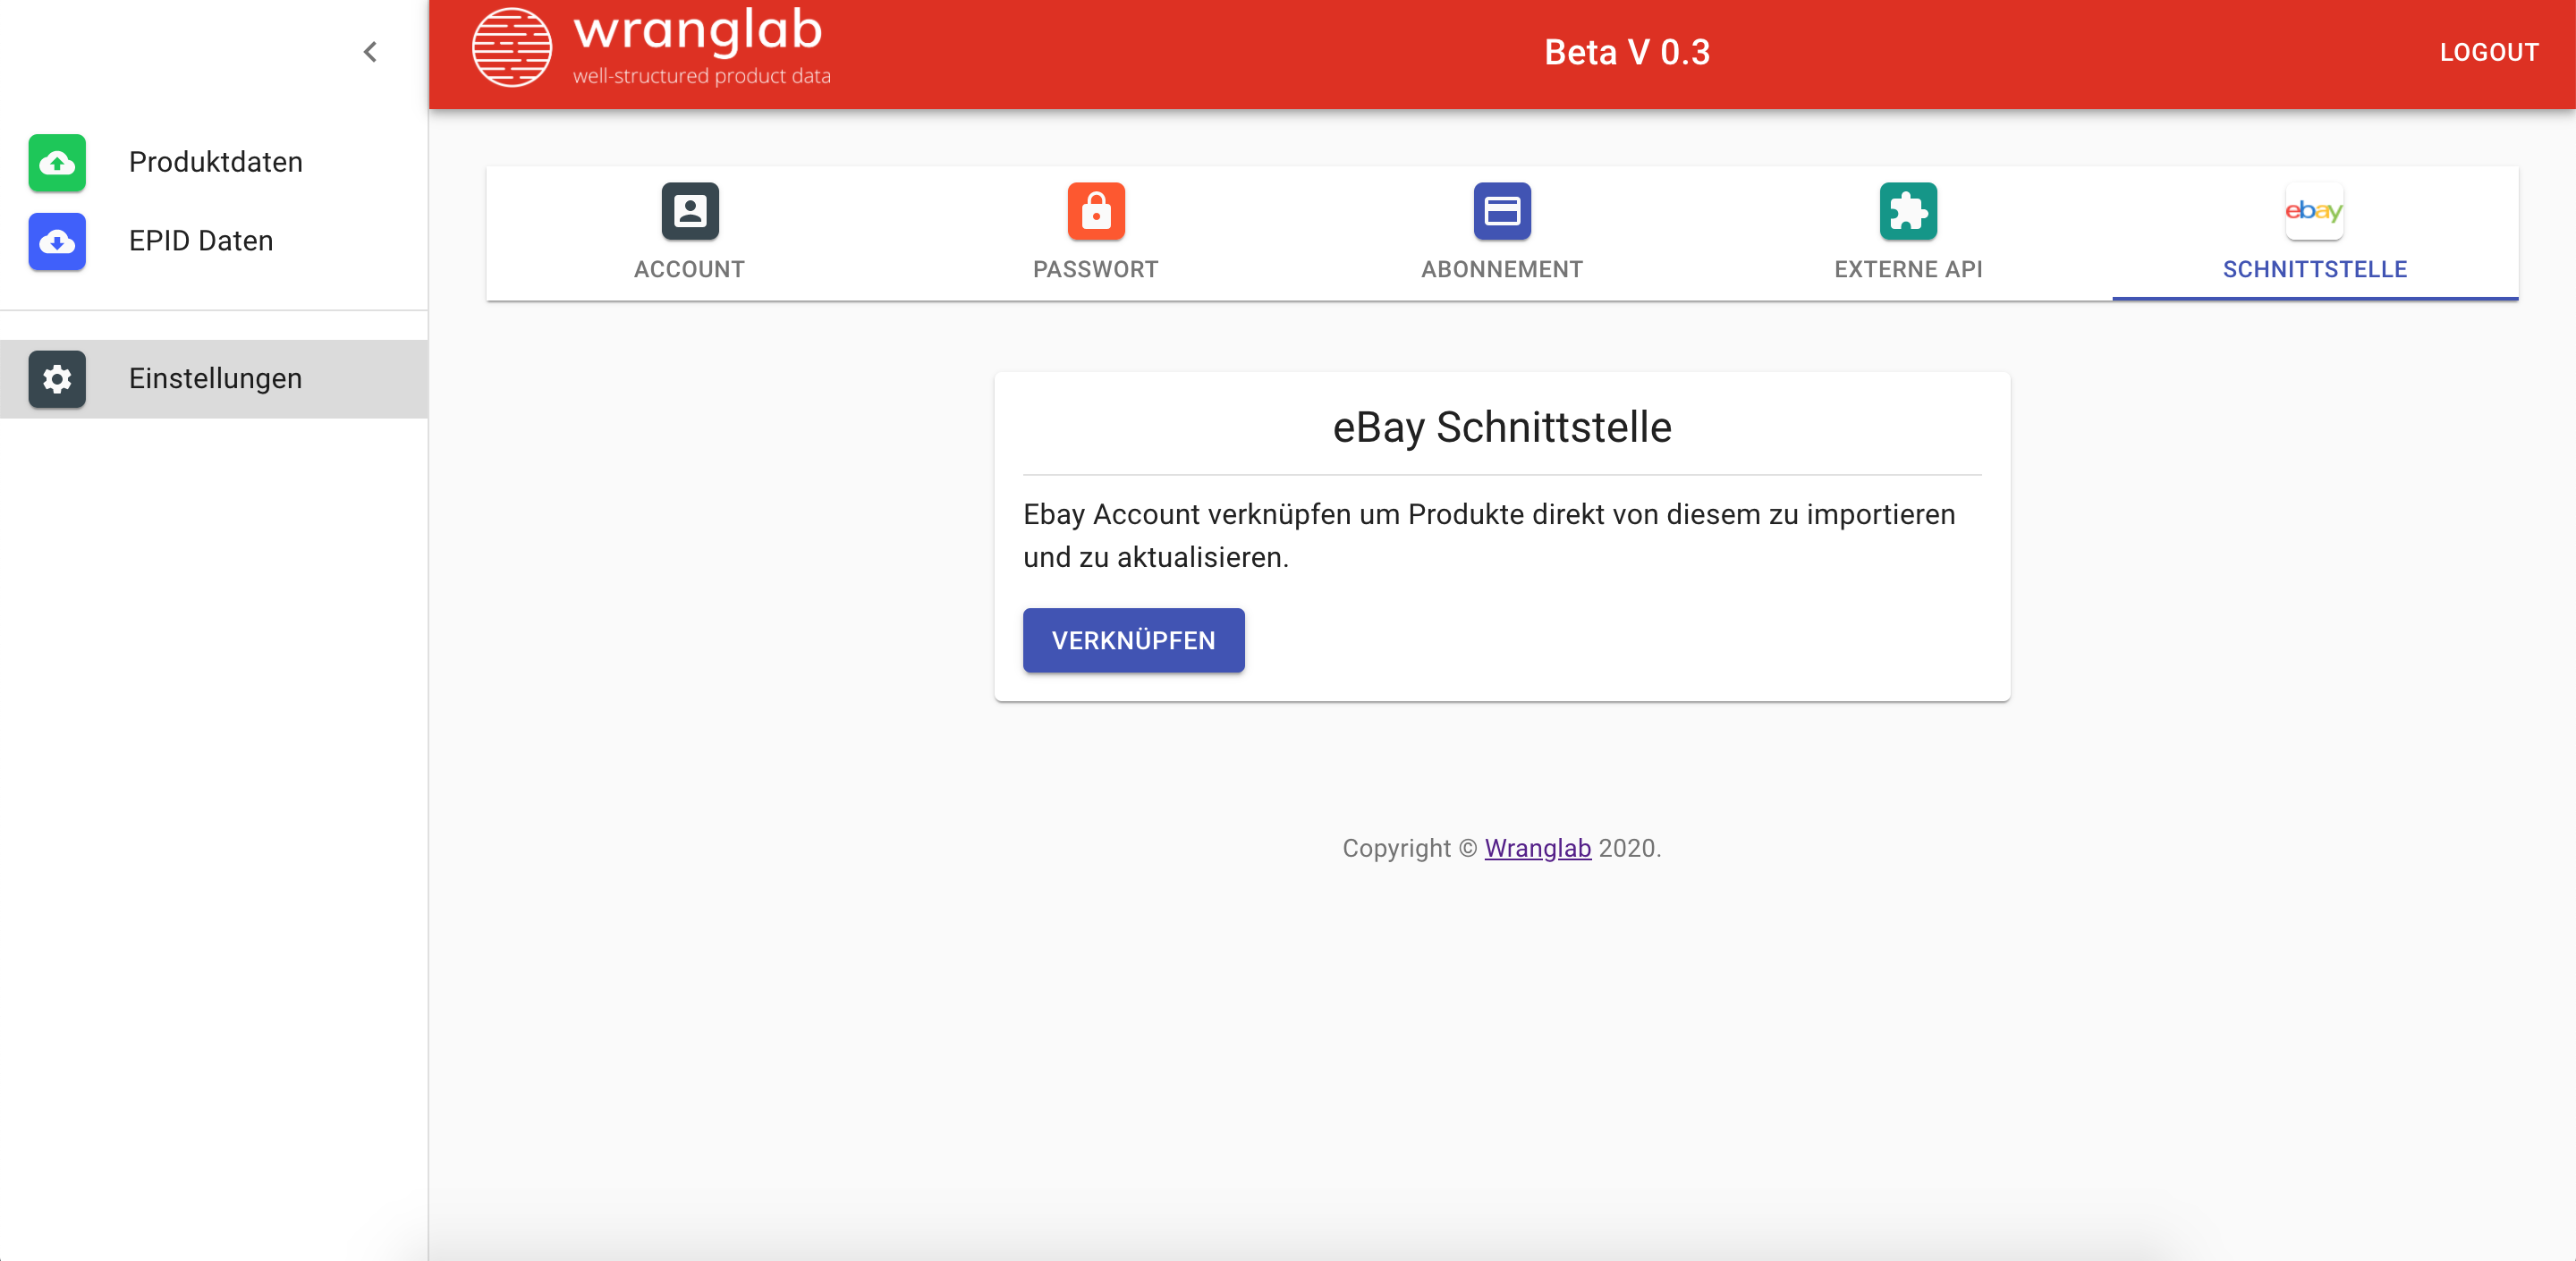 wranglab
well-structured product data
Beta V 0.3
LOGOUT
Produktdaten
EPID Daten
Einstellungen
ACCOUNT
PASSWORT
ABONNEMENT
EXTERNE API
ebay
SCHNITTSTELLE
eBay Schnittstelle
Ebay Account verknüpfen um Produkte direkt von diesem zu importieren
und zu aktualisieren.
VERKNÜPFEN
Copyright © Wranglab 2020.